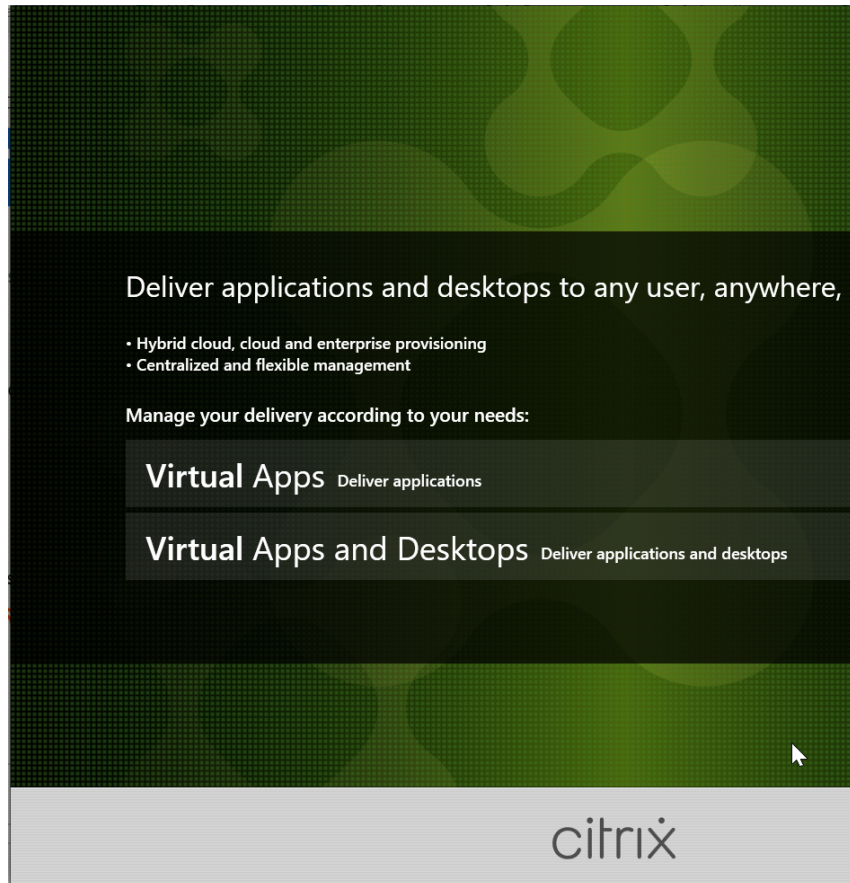 Deliver applications and desktops to any user, anywhere,
• Hybrid cloud, cloud and enterprise provisioning
• Centralized and flexible management
Manage your delivery according to your needs:
Virtual Apps Deliver applications
Virtual Apps and Desktops Deliver applications and desktops
citrix